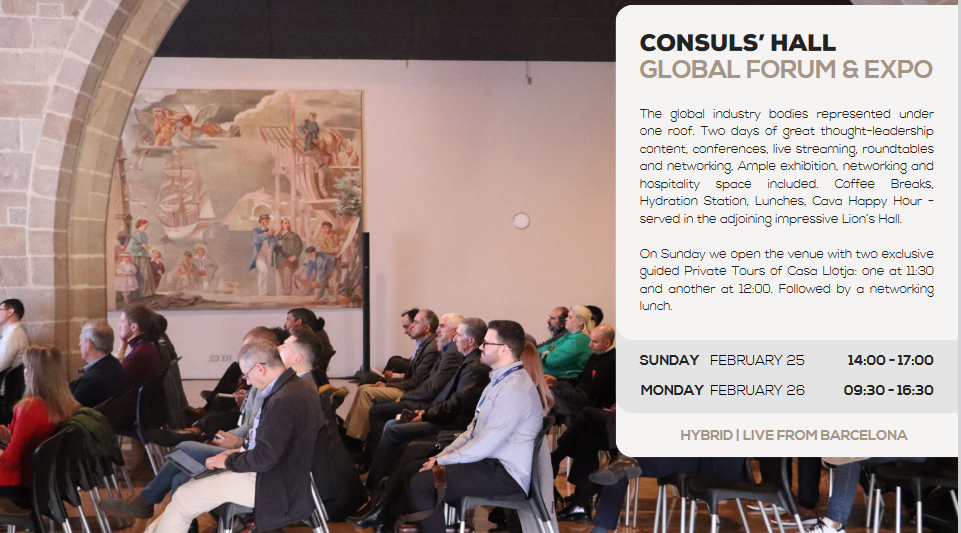 CONSULS' HALL
GLOBAL FORUM & EXPO
The global industry bodies represented under
one roof. Two days of great thought-leadership
content, conferences, live streaming, roundtables
and networking. Ample exhibition, networking and
hospitality space included. Coffee Breaks,
Hydration Station, Lunches, Cava Happy Hour -
served in the adjoining impressive Lion's Hall.
On Sunday we open the venue with two exclusive
guided Private Tours of Casa Llotja: one at 11:30
and another at 12:00. Followed by a networking
lunch.
SUNDAY FEBRUARY 25 14:00 - 17:00
MONDAY FEBRUARY 26 09:30 - 16:30
HYBRID | LIVE FROM BARCELONA